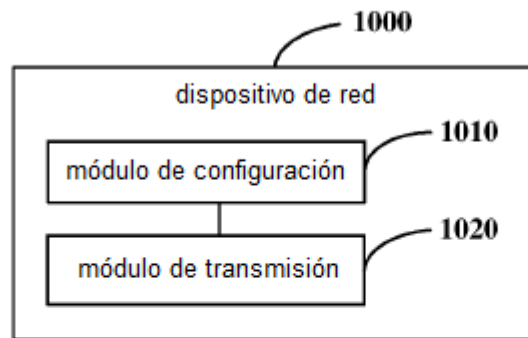 1000
dispositivo de red
1010
módulo de configuración
1020
módulo de transmisión